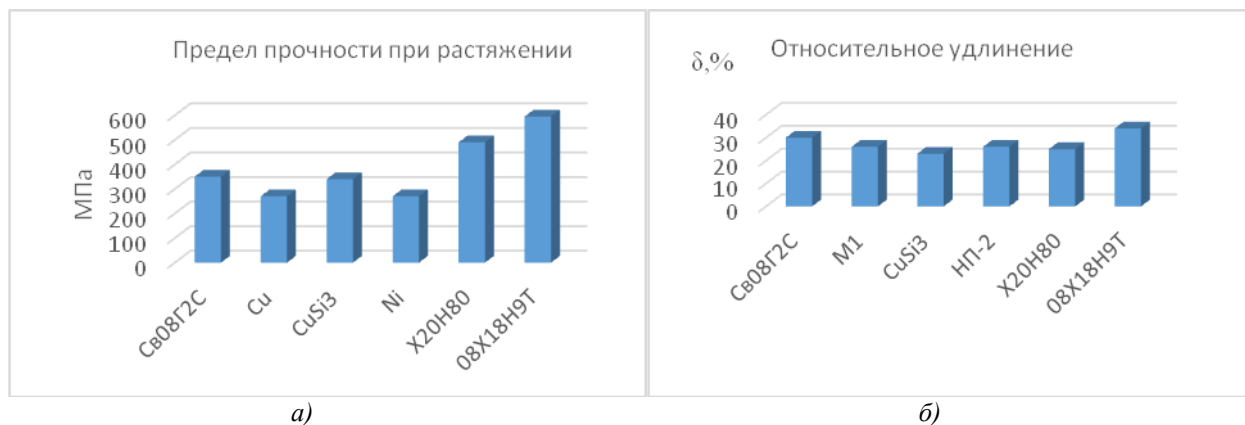 Предел прочности при растяжении
МПа
600
500
400
300
200
100
0
Св08Г2С
Cu
CuSi3
Ni
Х20Н80
08Х18Н9Т
а)
Относительное удлинение
δ,%
40
30
20
10
0
Св08Г2С
М1
CuSi3
НП-2
Х20Н80
08Х18Н9Т
б)